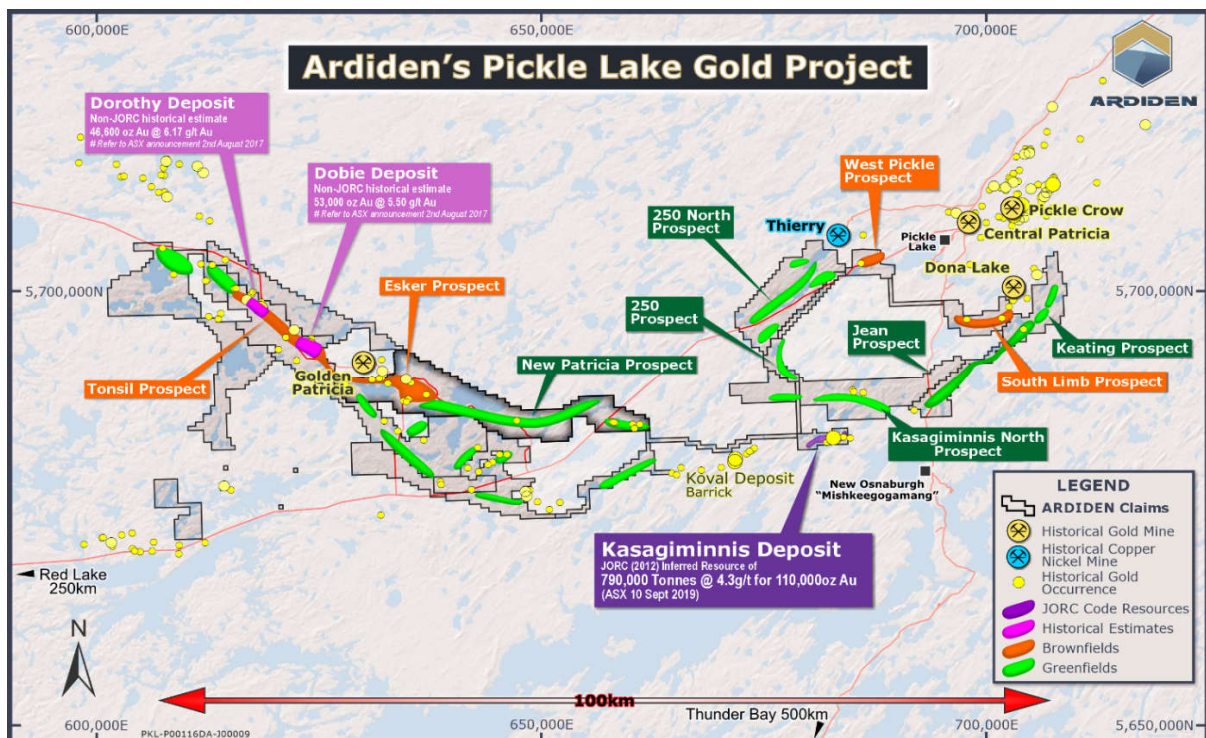 600,000E
650,000E
700,000E
Ardiden's Pickle Lake Gold Project
ARDIDEN
Dorothy Deposit
Non-JORC historical estimate
46,600 oz Au @ 6.17 g/t Au
# Refer to ASX announcement 2nd August 2017
Dobie Deposit
Non-JORC historical estimate
53,000 oz Au @ 5.50 g/t Au
# Refer to ASX announcement 2nd August 2017
West Pickle
Prospect
250 North
Prospect
Thierry
Pickle
Lake
Pickle Crow
Central Patricia
Dona Lake
5,700,000N
5,700,000N
Esker Prospect
250
Prospect
Jean
Prospect
Keating Prospect
New Patricia Prospect
South Limb Prospect
Tonsil Prospect
Golden
Patricia
Kasagiminnis North
Prospect
Koval Deposit
Barrick
New Osnaburgh
"Mishkeegogamang"
Kasagiminnis Deposit
JORC (2012) Inferred Resource of
790,000 Tonnes @ 4.3g/t for 110,000oz Au
(ASX 10 Sept 2019)
LEGEND
ARDIDEN Claims
Historical Gold Mine
Historical Copper
Nickel Mine
Historical Gold
Occurrence
JORC Code Resources
Historical Estimates
Brownfields
Greenfields
Red Lake
250km
N
100km
Thunder Bay 500km
600,000E
650,000E
700,000E
5,650,000N
PKL-P00116DA-J00009